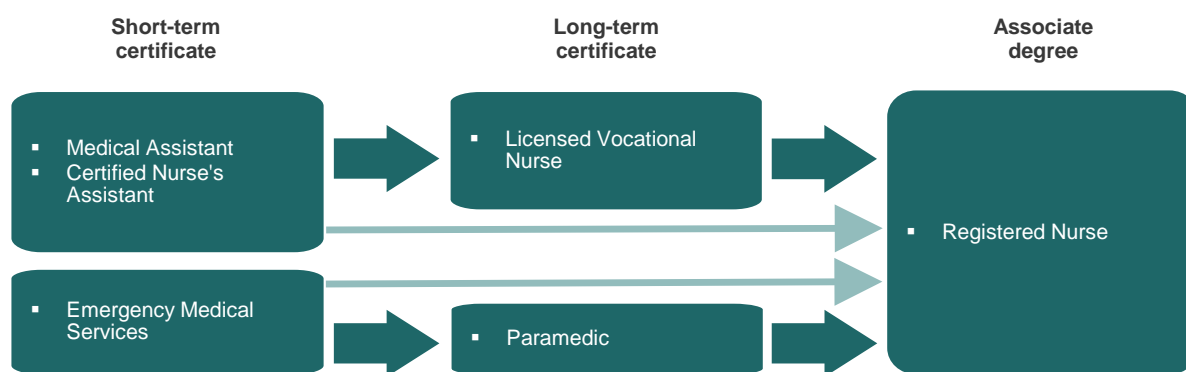 Short-term
certificate
Long-term
certificate
Associate
degree
▪ Medical Assistant
▪ Certified Nurse's
Assistant
▪ Licensed Vocational
Nurse
▪ Registered Nurse
▪ Emergency Medical
Services
▪ Paramedic